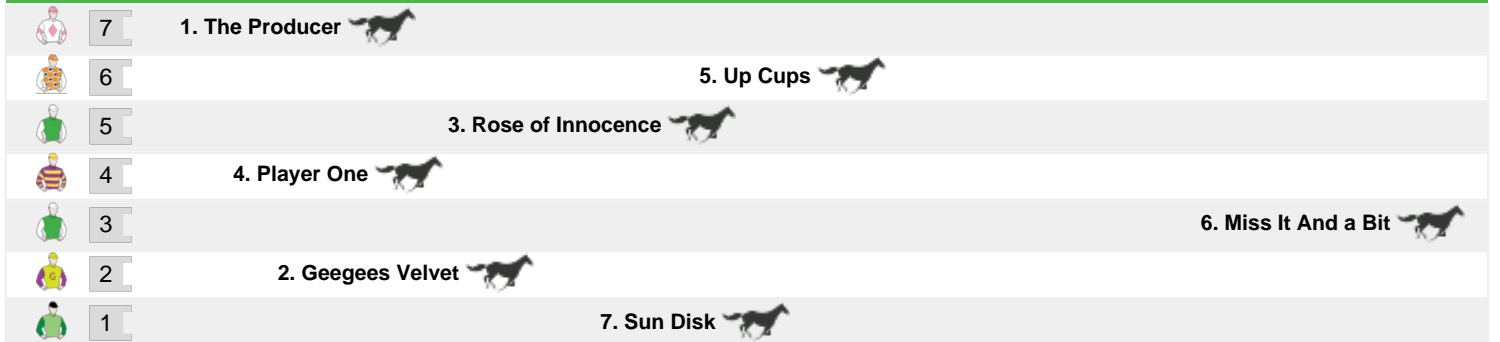 7 1. The Producer
6 5. Up Cups
5 3. Rose of Innocence
4 4. Player One
3 6. Miss It And a Bit
G 2 2. Geegees Velvet
1 7. Sun Disk